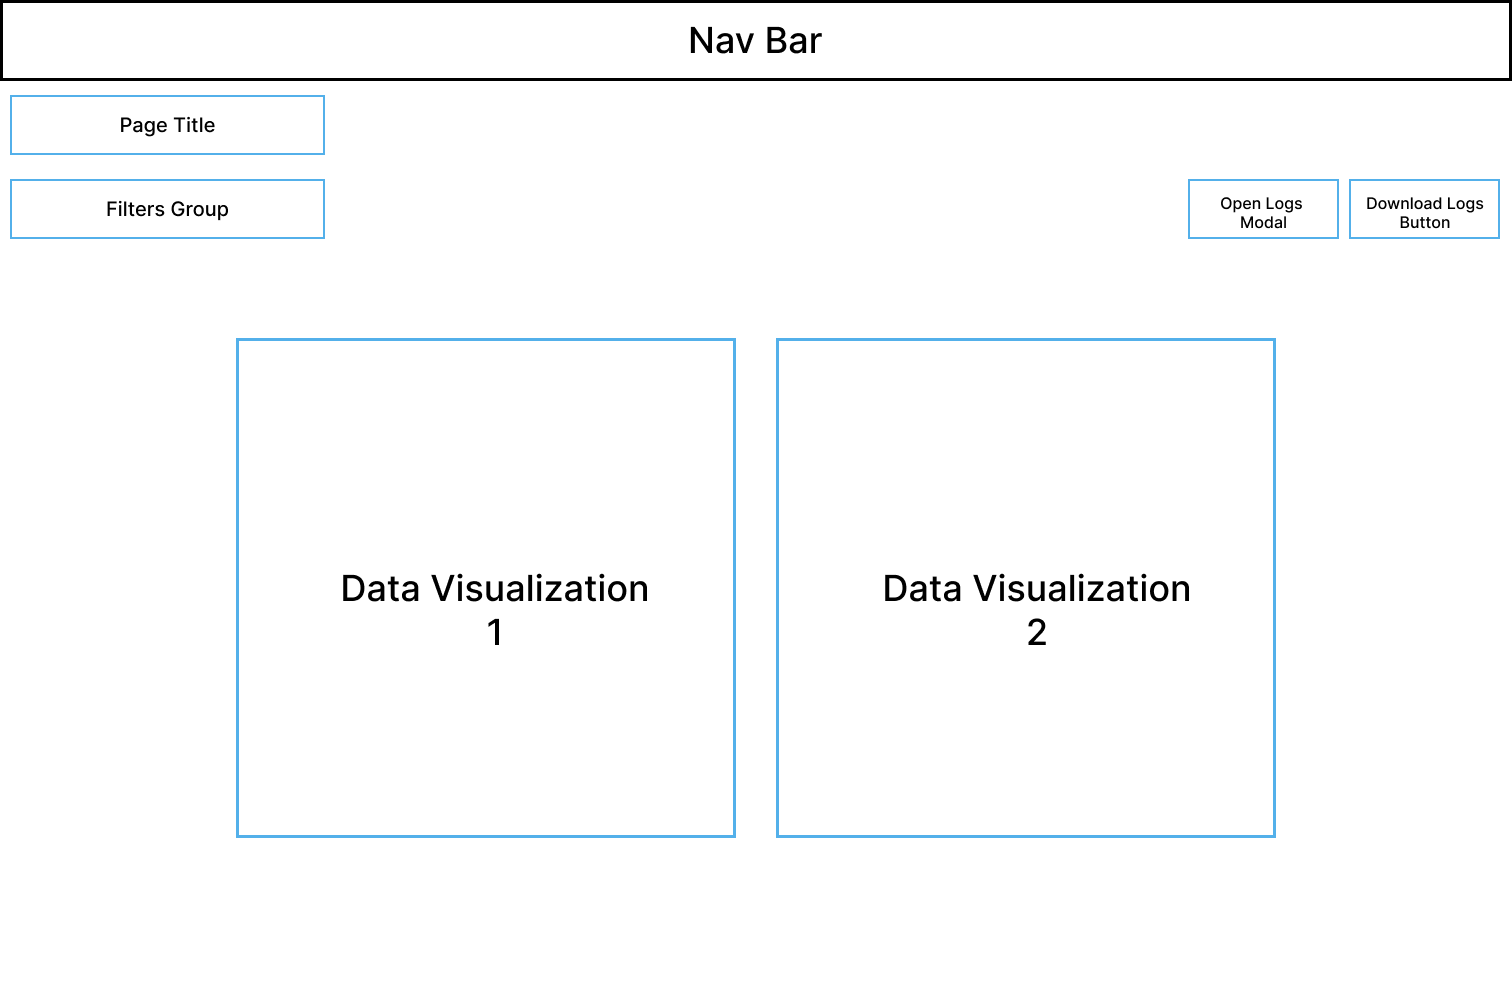 Nav Bar
Page Title
Filters Group
Open Logs
Modal
Download Logs
Button
Data Visualization
1
Data Visualization
2